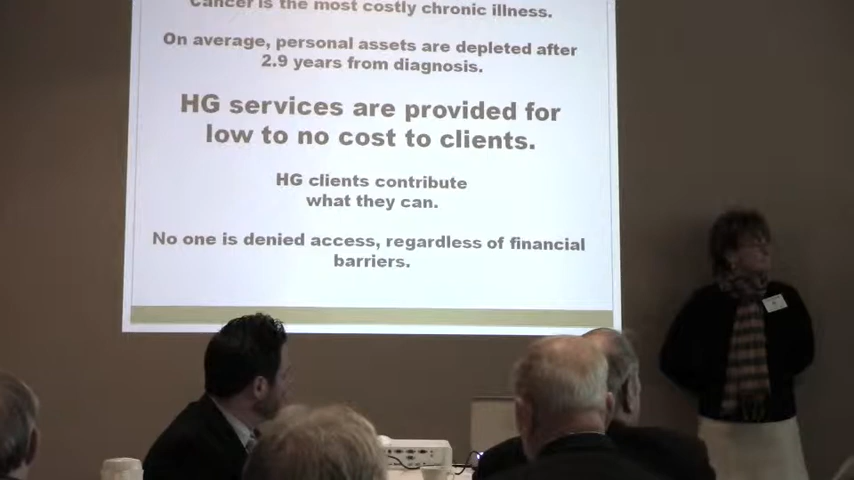 Cancer is the most costly chronic illness.
On average, personal assets are depleted after
2.9 years from diagnosis.
HG services are provided for
low to no cost to clients.
HG clients contribute
what they can.
No one is denied access, regardless of financial
barriers.